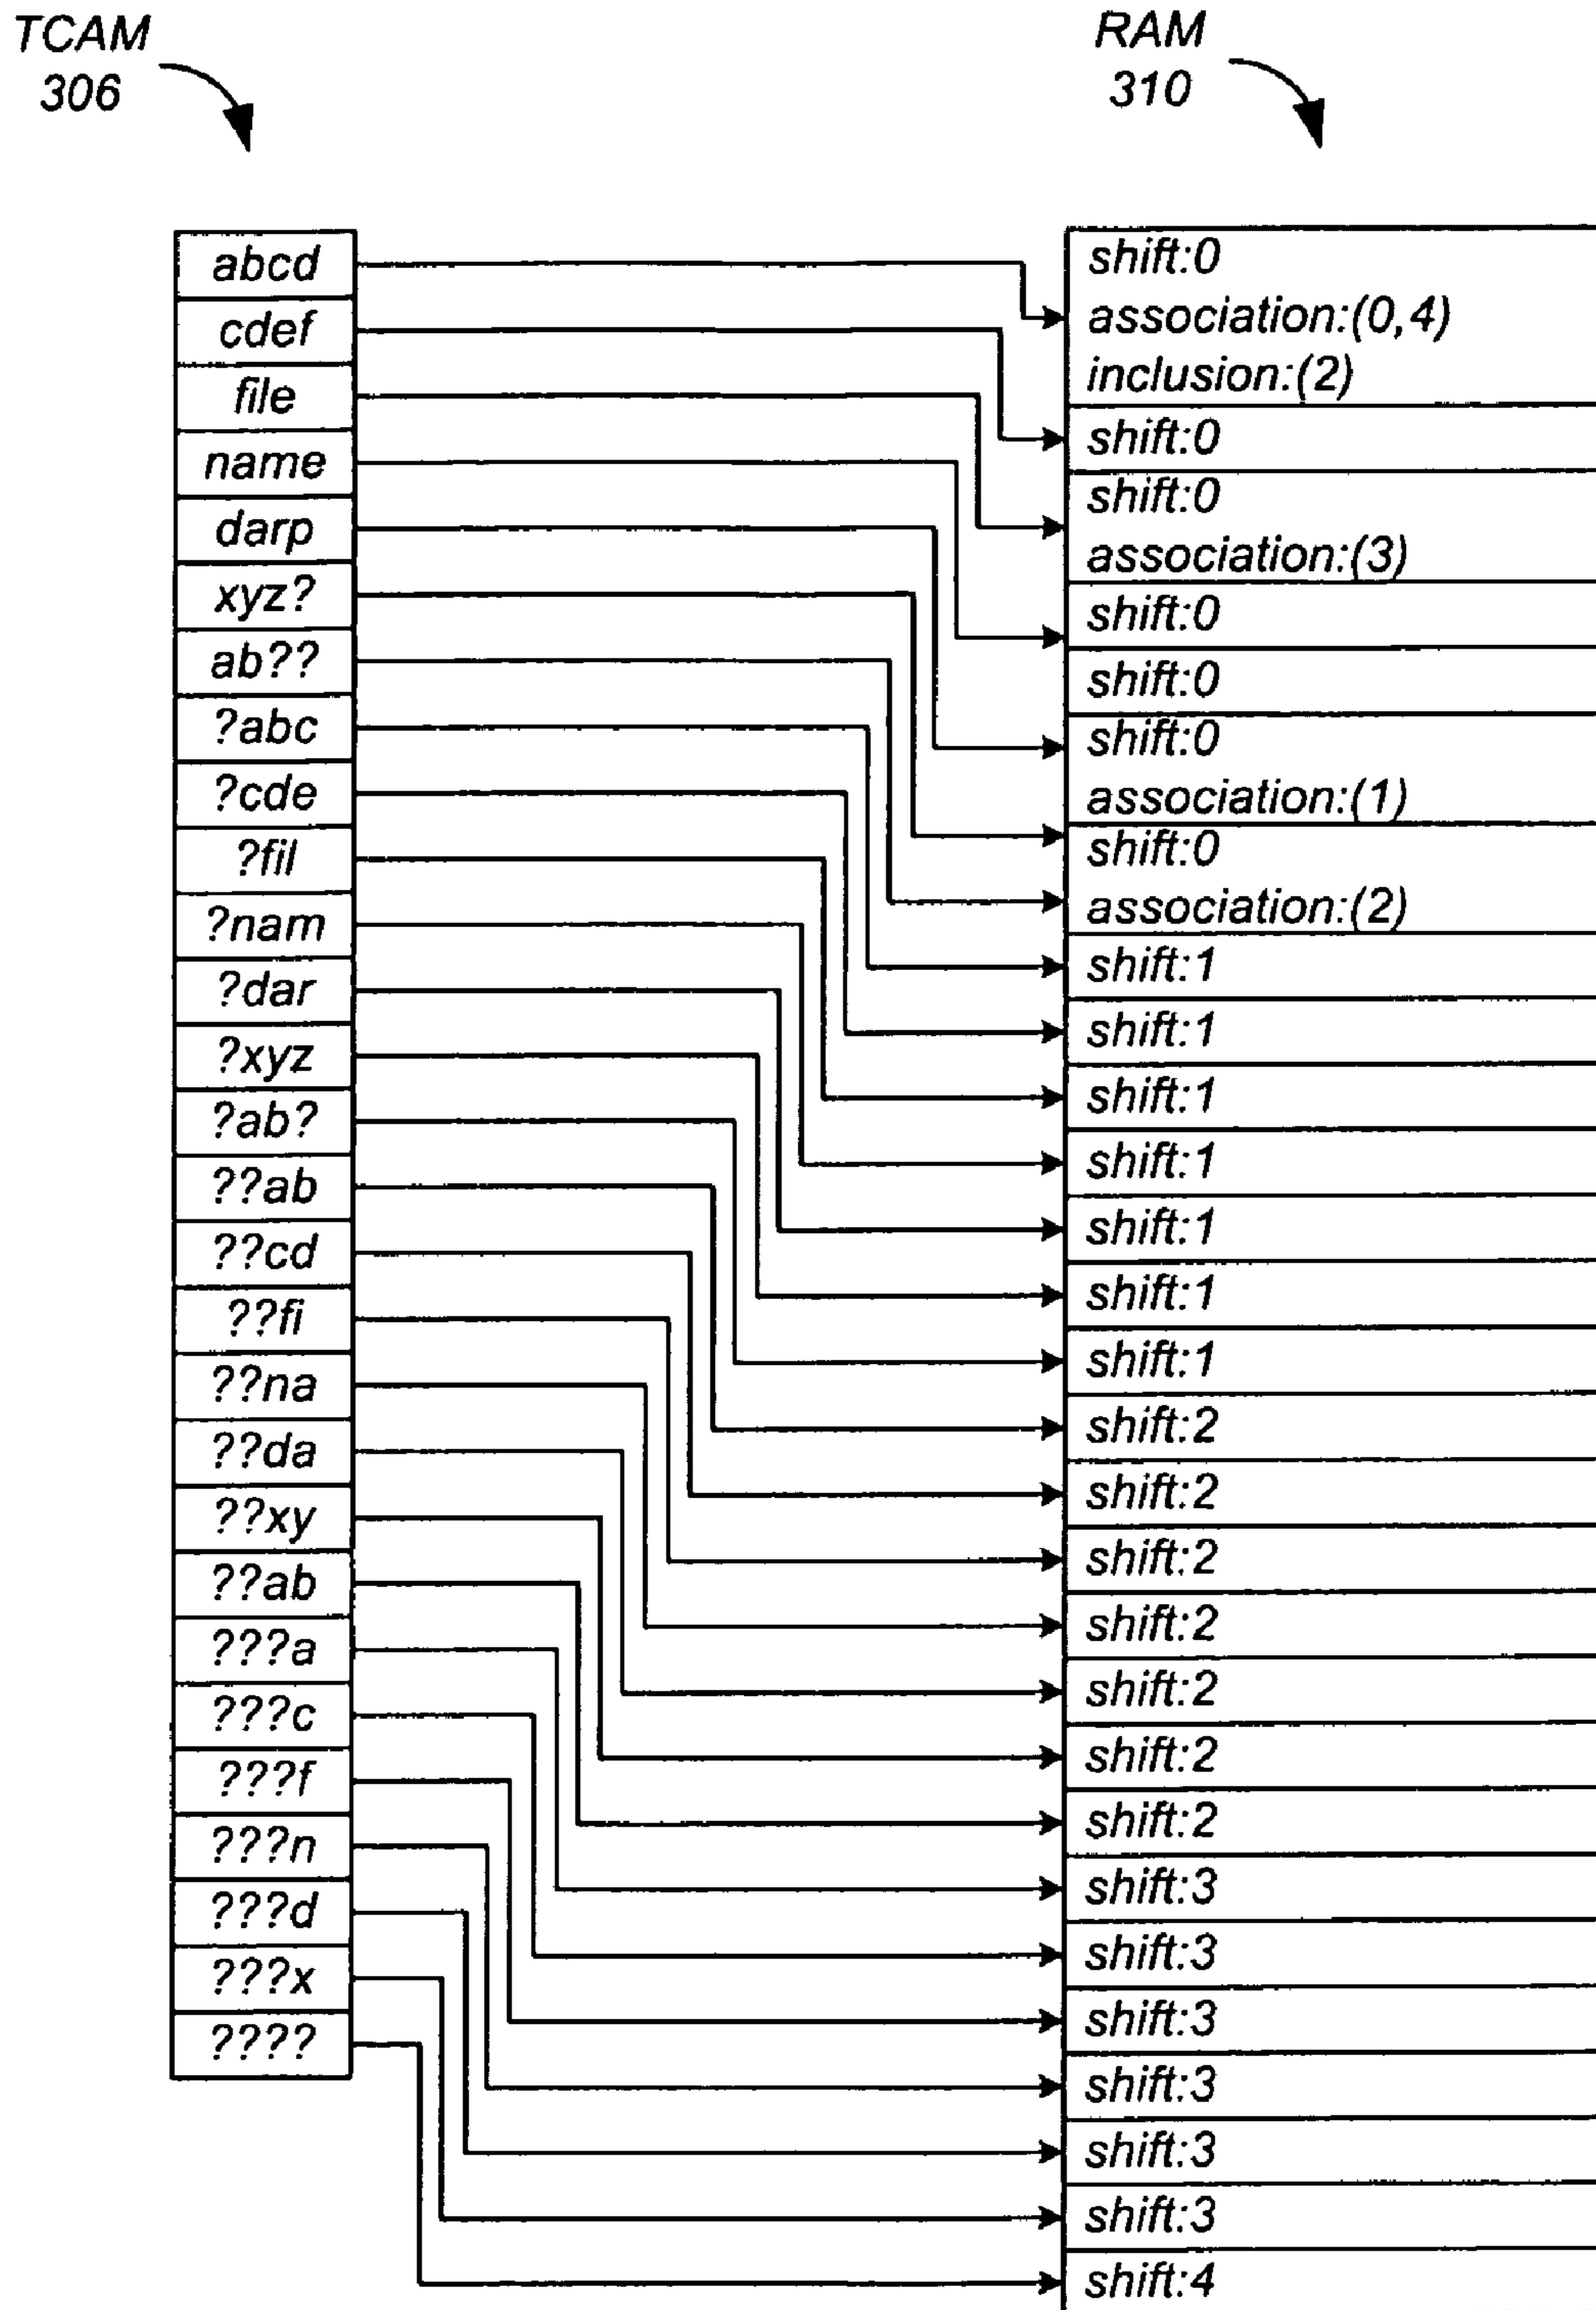 TCAM
306
RAM
310
abcd
cdef
file
name
darp
xyz?
ab??
?abc
?cde
?fil
?nam
?dar
?xyz
?ab?
??ab
??cd
??fi
??na
??da
??xy
??ab
???a
???c
???f
???n
???d
???x
????
shift:0
association:(0,4)
inclusion:(2)
shift:0
shift:0
association:(3)
shift:0
shift:0
shift:0
association:(1)
shift:0
association:(2)
shift:1
shift:1
shift:1
shift:1
shift:1
shift:1
shift:1
shift:2
shift:2
shift:2
shift:2
shift:2
shift:2
shift:2
shift:3
shift:3
shift:3
shift:3
shift:3
shift:3
shift:4